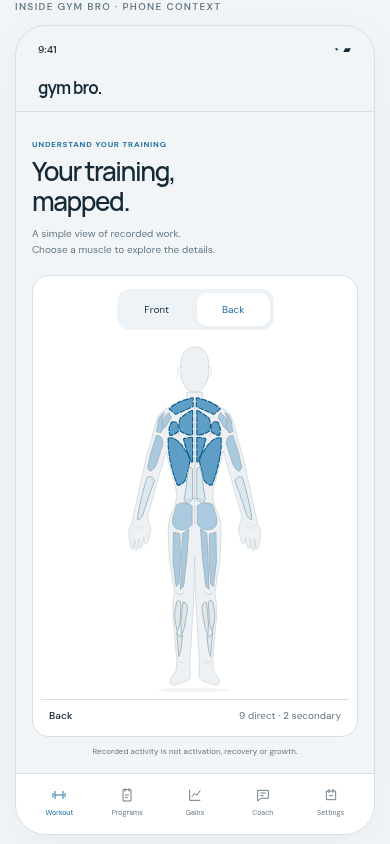 INSIDE GYM BRO · PHONE CONTEXT
9:41
gym bro.
UNDERSTAND YOUR TRAINING
Your training,
mapped.
A simple view of recorded work.
Choose a muscle to explore the details.
Front Back
Back 9 direct · 2 secondary
Recorded activity is not activation, recovery or growth.
Workout Programs Gains Coach Settings